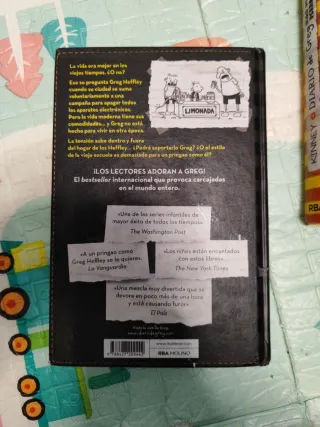 La vida era mejor en los
viejos tiempos. ¿O no?
Eso se pregunta Greg Heffley
cuando su ciudad se suma
voluntariamente a una
campaña para apagar todos
los aparatos electrónicos.
Pero la vida moderna tiene sus
comodidades... y Greg no está
hecho para vivir en otra época.
La tensión sube dentro y fuera
del hogar de los Heffley. ¿Podrá soportarlo Greg? ¿O el estilo
de la vieja escuela es demasiado para un pringao como él?
LIMONADA
¡LOS LECTORES ADORAN A GREG!
El bestseller internacional que provoca carcajadas
en el mundo entero.
«Una de las series infantiles de
mayor éxito de todos los tiempos».
The Washington Post
«A un pringao como
Greg Heffley se le quiere».
La Vanguardia
«Los niños están encantados
con estos libros».
The New York Times
«Una mezcla muy divertida que se
devora en poco más de una hora
y está causando furor».
El País
RBA MOLINO
RBA